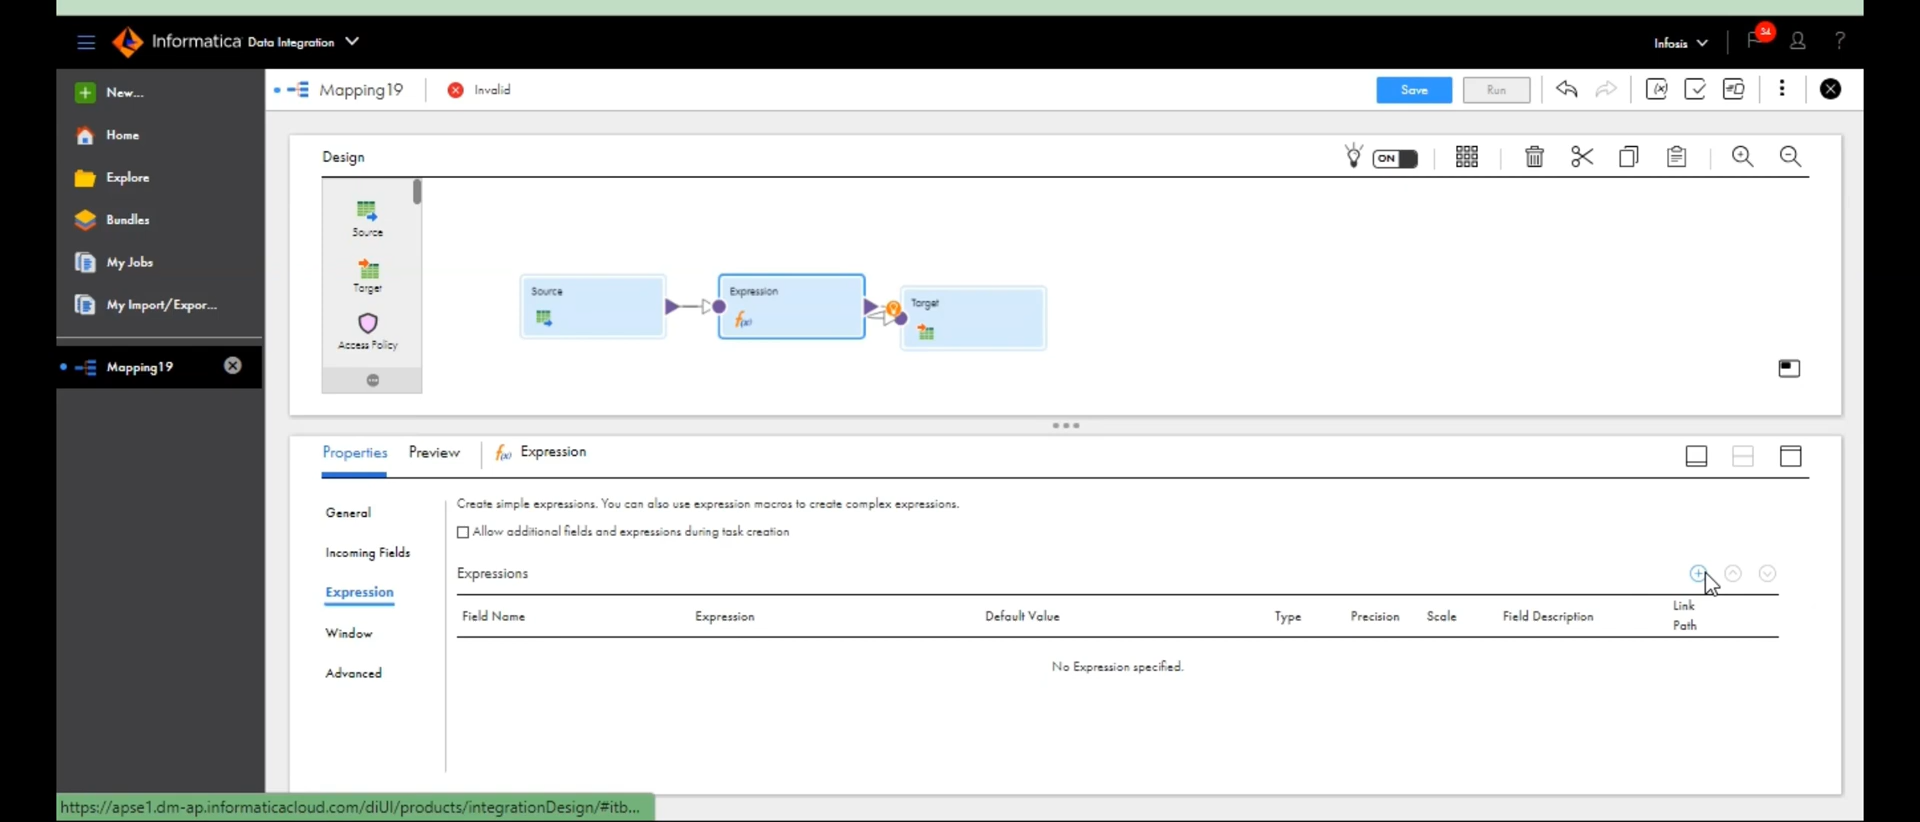 Informatica Data Integration
Infosis
34
?
New...
Home
Explore
Bundles
My Jobs
My Import/Expor...
Mapping19
Mapping19
Invalid
Save
Run
Design
ON
Source
Target
Access Policy
Source
Expression
f(x)
Target
Properties
Preview
f(x) Expression
General
Incoming Fields
Expression
Window
Advanced
Create simple expressions. You can also use expression macros to create complex expressions.
Allow additional fields and expressions during task creation
Expressions
Field Name
Expression
Default Value
Type
Precision
Scale
Field Description
Link
Path
No Expression specified.
https://apse1.dm-ap.informaticacloud.com/diUI/products/integrationDesign/#itb...